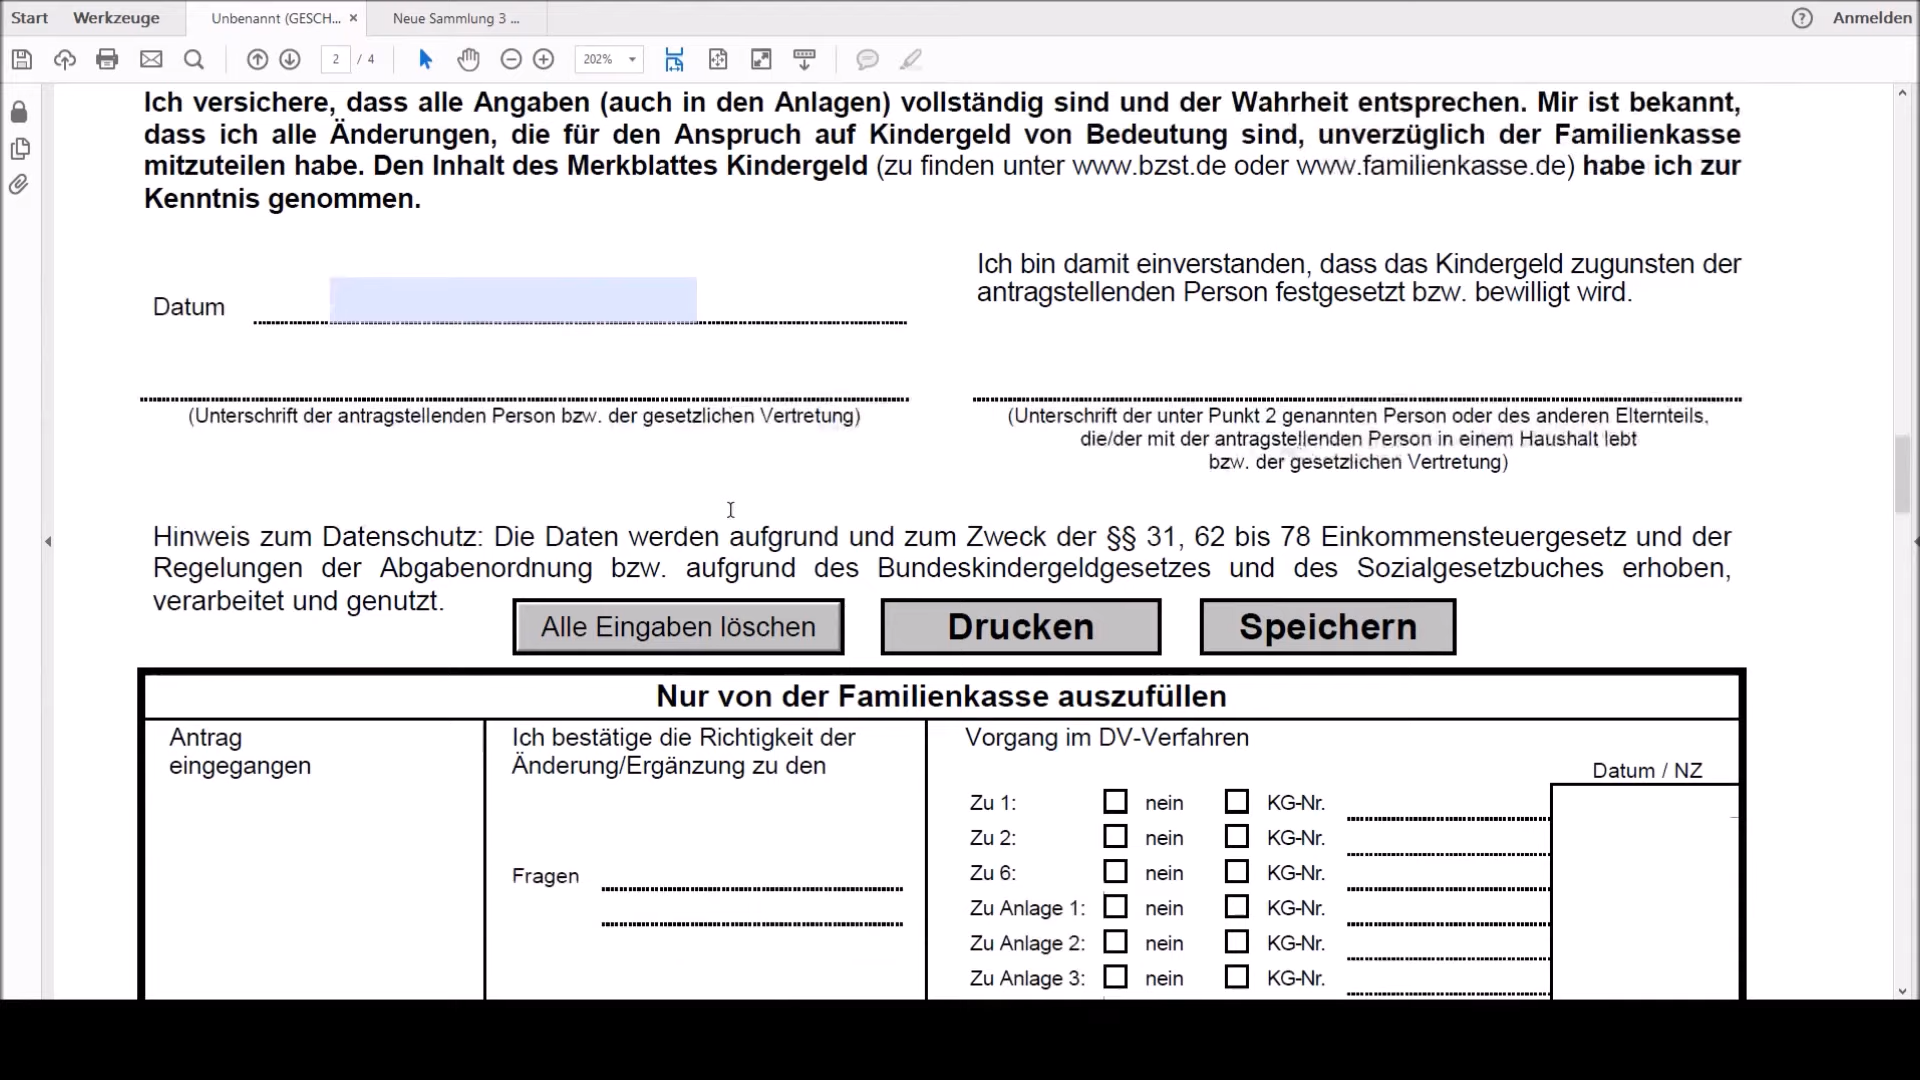 Start Werkzeuge Unbenannt (GESCH... × Neue Sammlung 3 ... ? Anmelden
2 / 4 202%
Ich versichere, dass alle Angaben (auch in den Anlagen) vollständig sind und der Wahrheit entsprechen. Mir ist bekannt,
dass ich alle Änderungen, die für den Anspruch auf Kindergeld von Bedeutung sind, unverzüglich der Familienkasse
mitzuteilen habe. Den Inhalt des Merkblattes Kindergeld (zu finden unter www.bzst.de oder www.familienkasse.de) habe ich zur
Kenntnis genommen.
Ich bin damit einverstanden, dass das Kindergeld zugunsten der
antragstellenden Person festgesetzt bzw. bewilligt wird.
Datum
(Unterschrift der antragstellenden Person bzw. der gesetzlichen Vertretung)
(Unterschrift der unter Punkt 2 genannten Person oder des anderen Elternteils,
die/der mit der antragstellenden Person in einem Haushalt lebt
bzw. der gesetzlichen Vertretung)
Hinweis zum Datenschutz: Die Daten werden aufgrund und zum Zweck der §§ 31, 62 bis 78 Einkommensteuergesetz und der
Regelungen der Abgabenordnung bzw. aufgrund des Bundeskindergeldgesetzes und des Sozialgesetzbuches erhoben,
verarbeitet und genutzt.
Alle Eingaben löschen Drucken Speichern
Nur von der Familienkasse auszufüllen
Antrag
eingegangen
Ich bestätige die Richtigkeit der
Änderung/Ergänzung zu den
Fragen
Vorgang im DV-Verfahren
Datum / NZ
Zu 1: nein KG-Nr.
Zu 2: nein KG-Nr.
Zu 6: nein KG-Nr.
Zu Anlage 1: nein KG-Nr.
Zu Anlage 2: nein KG-Nr.
Zu Anlage 3: nein KG-Nr.